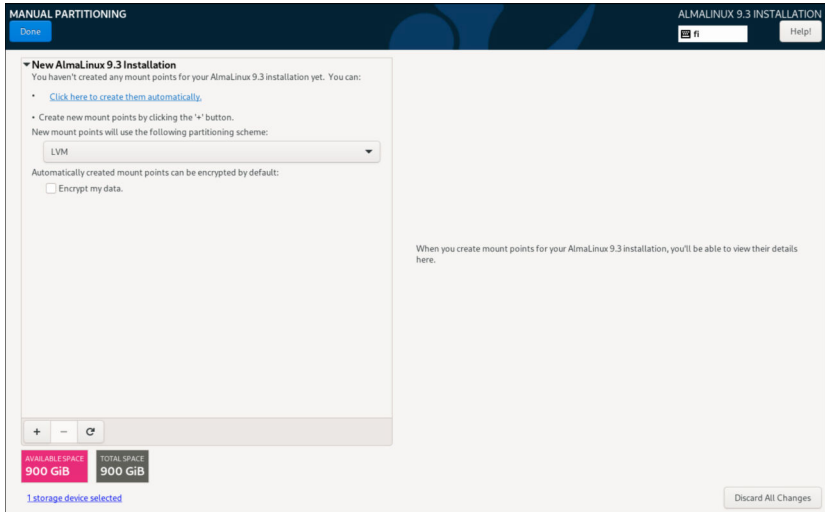 MANUAL PARTITIONING
ALMALINUX 9.3 INSTALLATION
Done
fi
Help!
New AlmaLinux 9.3 Installation
You haven't created any mount points for your AlmaLinux 9.3 installation yet. You can:
• Click here to create them automatically.
• Create new mount points by clicking the '+' button.
New mount points will use the following partitioning scheme:
LVM
Automatically created mount points can be encrypted by default:
Encrypt my data.
When you create mount points for your AlmaLinux 9.3 installation, you'll be able to view their details
here.
+ −
AVAILABLE SPACE
900 GiB
TOTAL SPACE
900 GiB
1 storage device selected
Discard All Changes